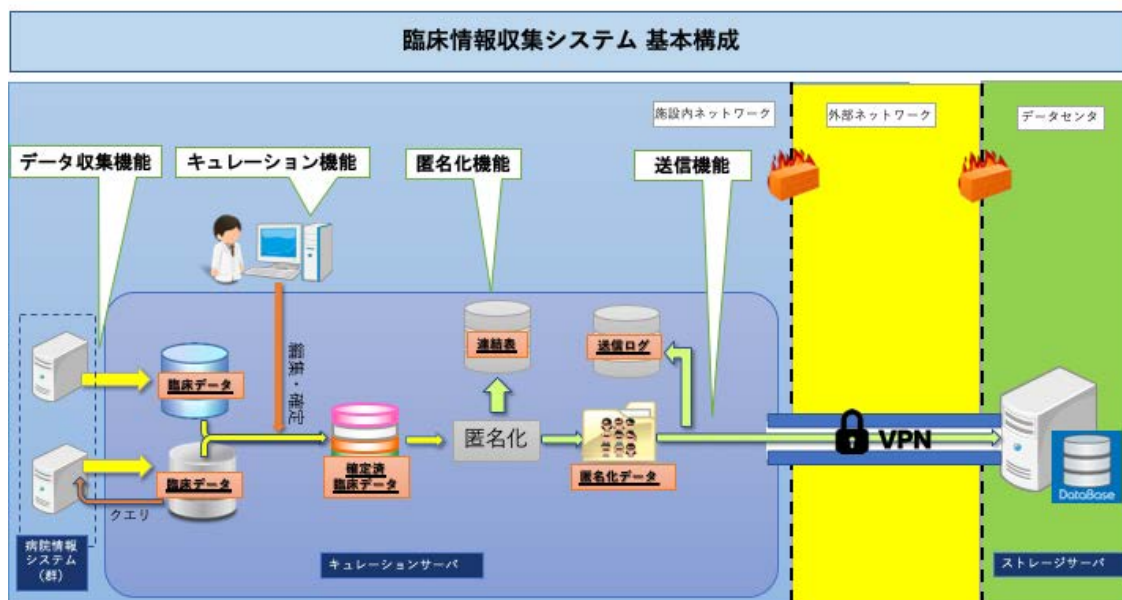 臨床情報収集システム 基本構成
施設内ネットワーク
外部ネットワーク
データセンタ
データ収集機能
キュレーション機能
匿名化機能
送信機能
連結表
送信ログ
臨床データ
編集・確定
匿名化
VPN
臨床データ
確定済
臨床データ
匿名化データ
クエリ
DataBase
病院情報
システム
(群)
キュレーションサーバ
ストレージサーバ